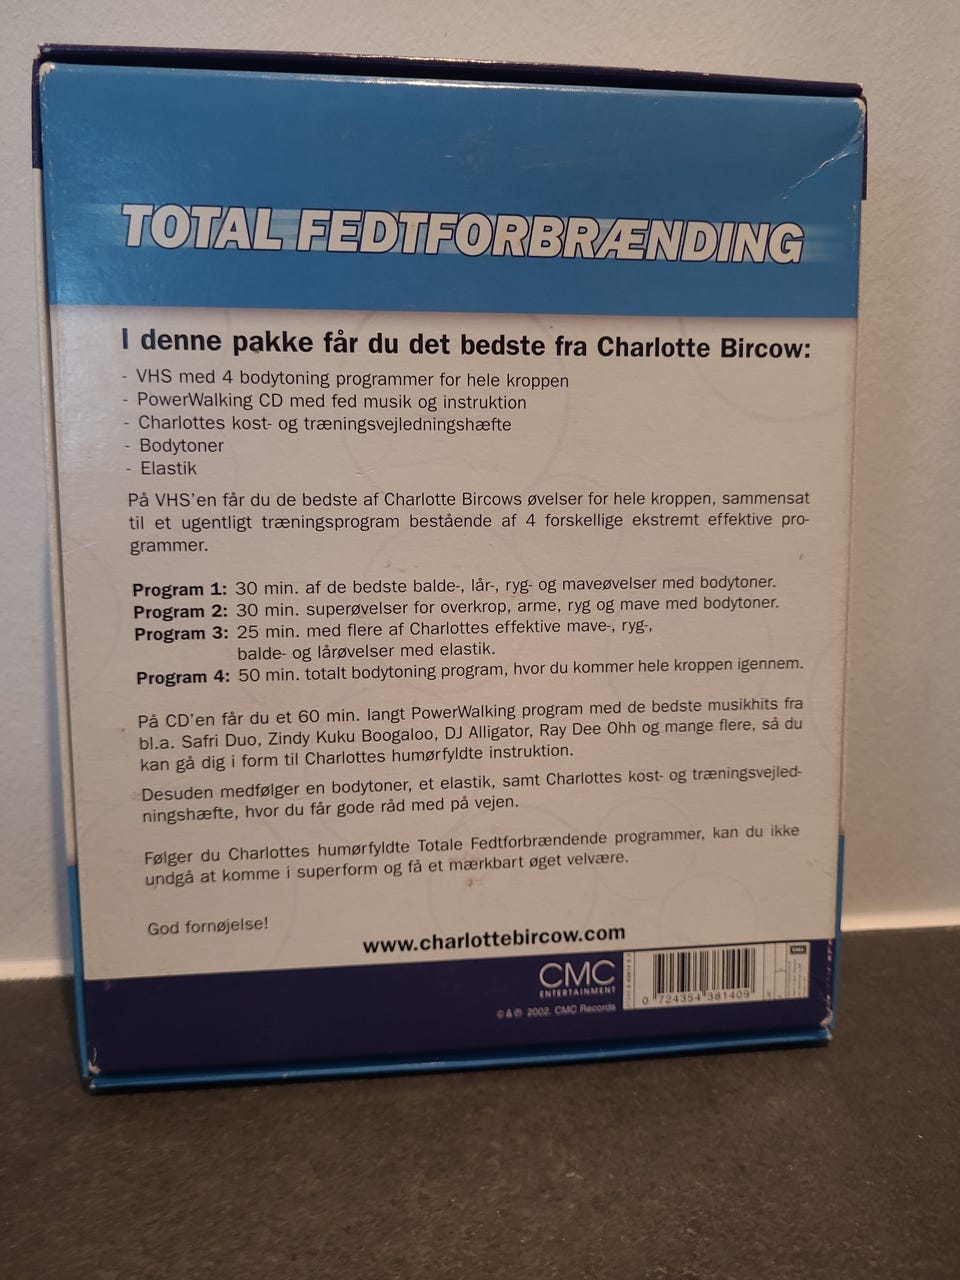 TOTAL FEDTFORBRÆNDING
I denne pakke får du det bedste fra Charlotte Bircow:
- VHS med 4 bodytoning programmer for hele kroppen
- PowerWalking CD med fed musik og instruktion
- Charlottes kost- og træningsvejledningshæfte
- Bodytoner
- Elastik
På VHS'en får du de bedste af Charlotte Bircows øvelser for hele kroppen, sammensat
til et ugentligt træningsprogram bestående af 4 forskellige ekstremt effektive pro-
grammer.
Program 1: 30 min. af de bedste balde-, lår-, ryg- og maveøvelser med bodytoner.
Program 2: 30 min. superøvelser for overkrop, arme, ryg og mave med bodytoner.
Program 3: 25 min. med flere af Charlottes effektive mave-, ryg-,
balde- og lårøvelser med elastik.
Program 4: 50 min. totalt bodytoning program, hvor du kommer hele kroppen igennem.
På CD'en får du et 60 min. langt PowerWalking program med de bedste musikhits fra
bl.a. Safri Duo, Zindy Kuku Boogaloo, DJ Alligator, Ray Dee Ohh og mange flere, så du
kan gå dig i form til Charlottes humørfyldte instruktion.
Desuden medfølger en bodytoner, et elastik, samt Charlottes kost- og træningsvejled-
ningshæfte, hvor du får gode råd med på vejen.
Følger du Charlottes humørfyldte Totale Fedtforbrændende programmer, kan du ikke
undgå at komme i superform og få et mærkbart øget velvære.
God fornøjelse!
www.charlottebircow.com
CMC
ENTERTAINMENT
© & ℗ 2002. CMC Records
0 724354 381409
EMI